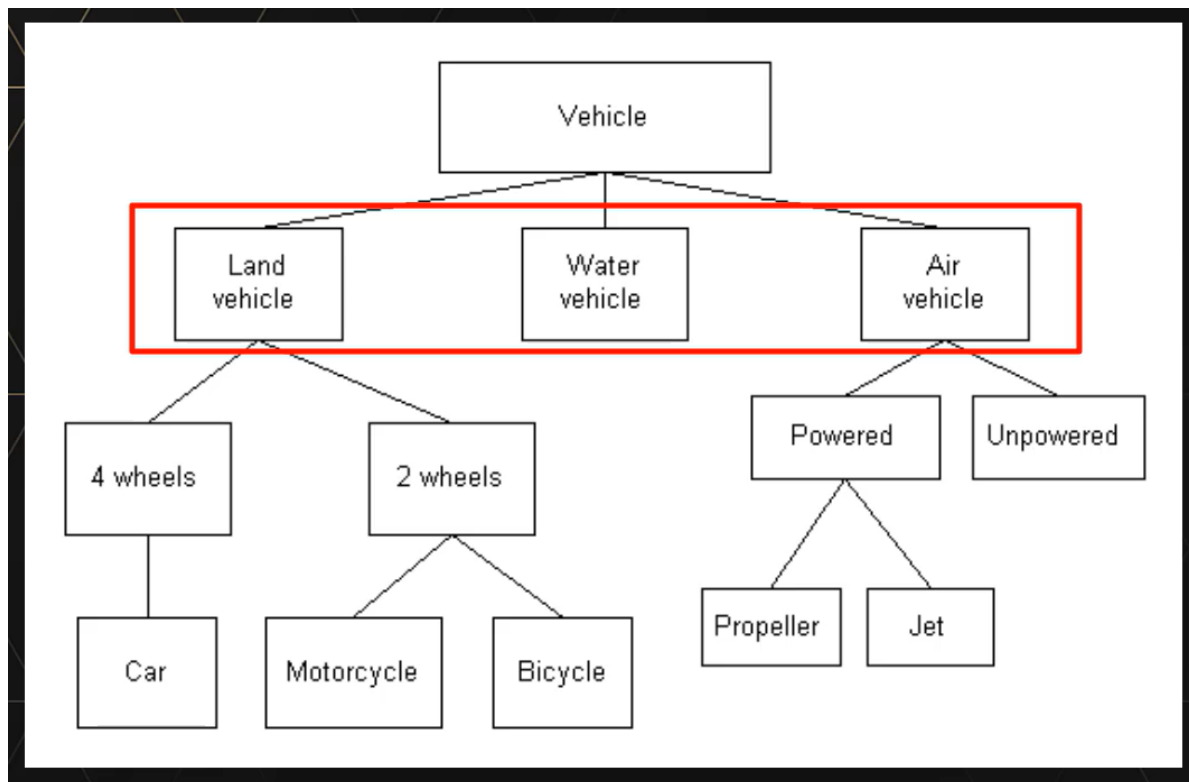 Vehicle
Land
vehicle
Water
vehicle
Air
vehicle
4 wheels
2 wheels
Powered
Unpowered
Car
Motorcycle
Bicycle
Propeller
Jet